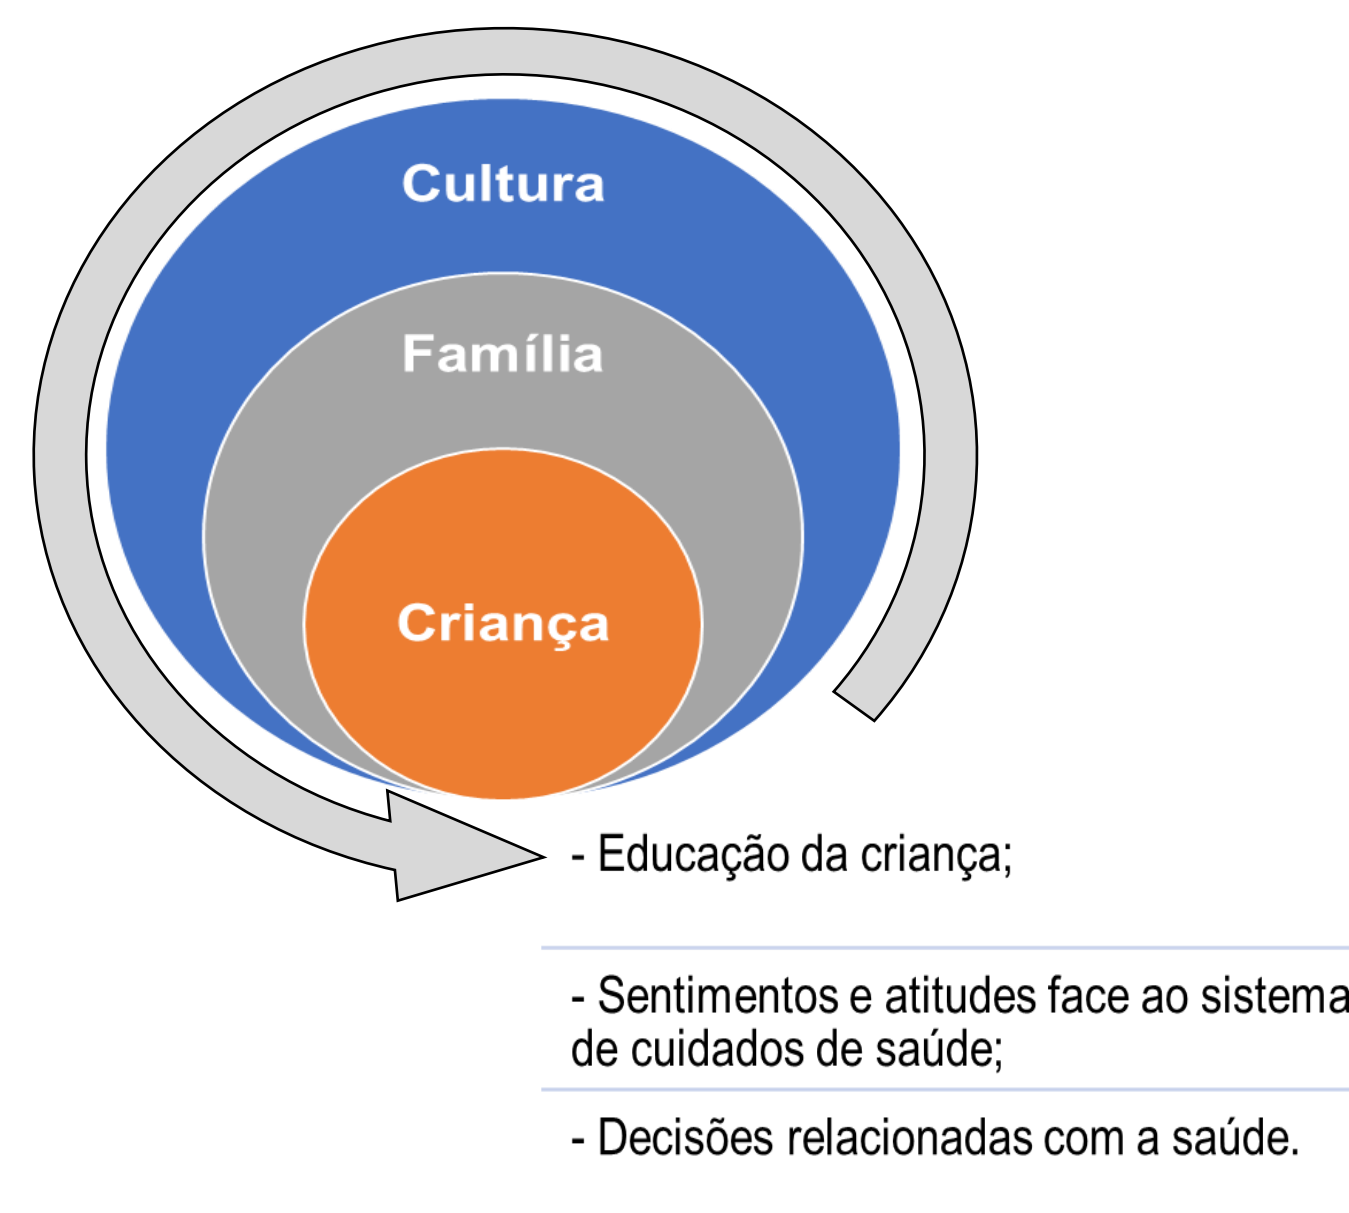 Cultura
Família
Criança
- Educação da criança;
- Sentimentos e atitudes face ao sistema
de cuidados de saúde;
- Decisões relacionadas com a saúde.